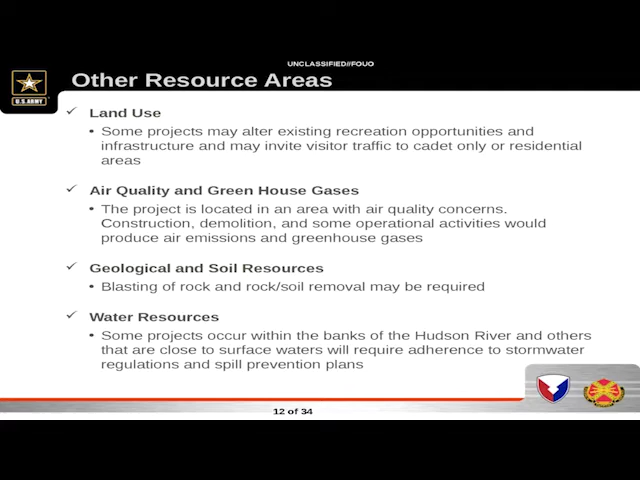 UNCLASSIFIED//FOUO
Other Resource Areas
U.S.ARMY
✓ Land Use
• Some projects may alter existing recreation opportunities and
infrastructure and may invite visitor traffic to cadet only or residential
areas
✓ Air Quality and Green House Gases
• The project is located in an area with air quality concerns.
Construction, demolition, and some operational activities would
produce air emissions and greenhouse gases
✓ Geological and Soil Resources
• Blasting of rock and rock/soil removal may be required
✓ Water Resources
• Some projects occur within the banks of the Hudson River and others
that are close to surface waters will require adherence to stormwater
regulations and spill prevention plans
12 of 34